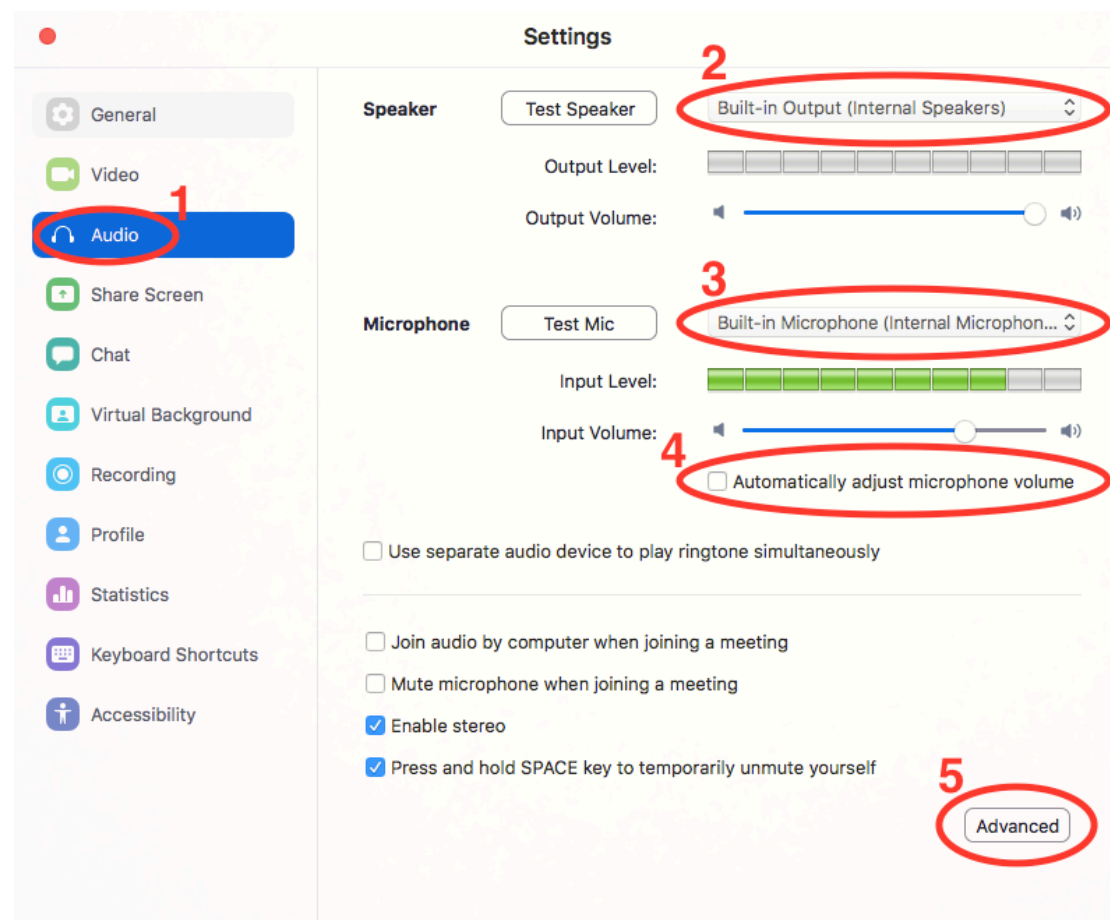 Settings
General
Video
1
Audio
Share Screen
Chat
Virtual Background
Recording
Profile
Statistics
Keyboard Shortcuts
Accessibility
2
Speaker Test Speaker Built-in Output (Internal Speakers)
Output Level:
Output Volume:
3
Microphone Test Mic Built-in Microphone (Internal Microphon...
Input Level:
Input Volume:
4
Automatically adjust microphone volume
Use separate audio device to play ringtone simultaneously
Join audio by computer when joining a meeting
Mute microphone when joining a meeting
Enable stereo
Press and hold SPACE key to temporarily unmute yourself
5
Advanced